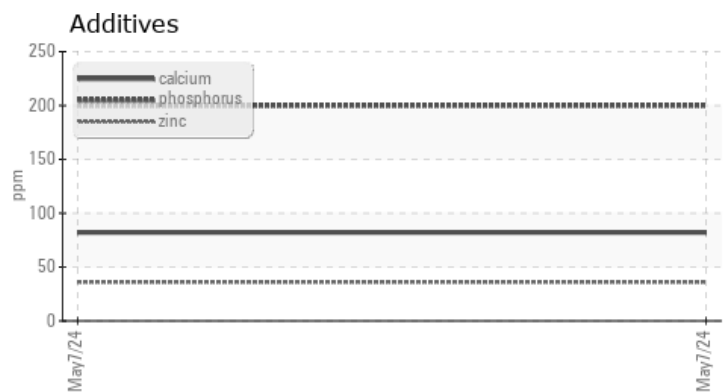 Additives
250
200
150
100
50
0
ppm
calcium
phosphorus
zinc
May7/24
May7/24